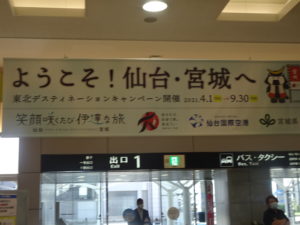 ようこそ!仙台・宮城へ
東北デスティネーションキャンペーン開催 2021.4.1 9.30
笑顔咲くたび伊達な旅
仙台国際空港
宮城県
出口 1
Exit
バス・タクシー
Bus, Taxi